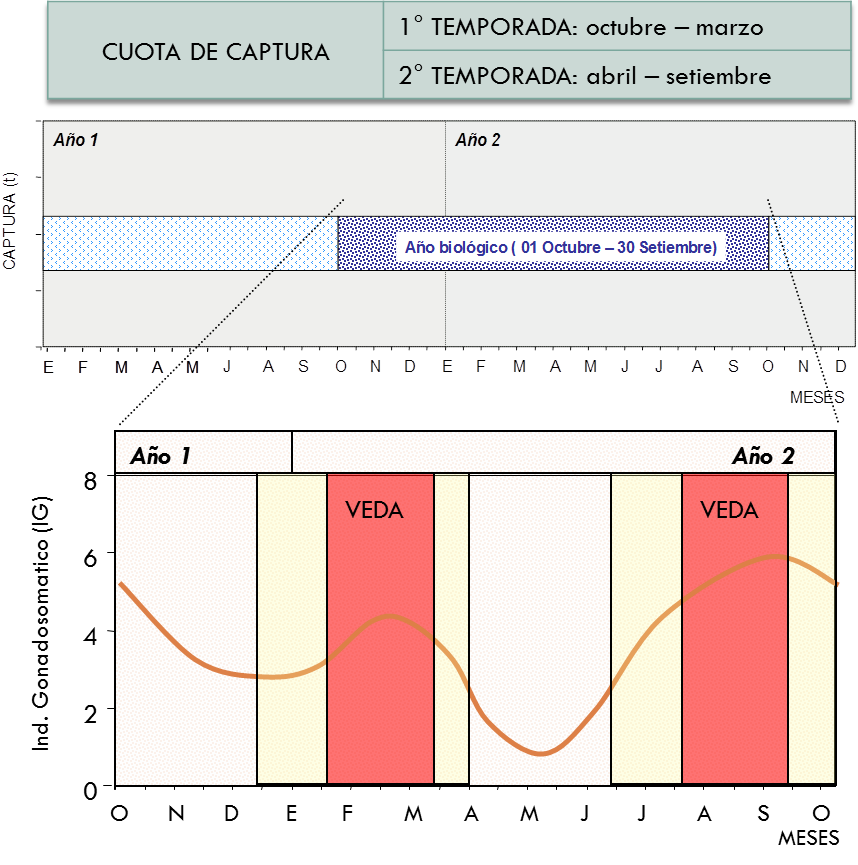 CUOTA DE CAPTURA
1° TEMPORADA: octubre – marzo
2° TEMPORADA: abril – setiembre
Año 1
Año 2
CAPTURA (t)
Año biológico ( 01 Octubre – 30 Setiembre)
E F M A M J A S O N D E F M A M J J A S O N D
MESES
Año 1
Año 2
Ind. Gonadosomatico (IG)
8
6
4
2
0
VEDA
VEDA
O N D E F M A M J J A S O
MESES